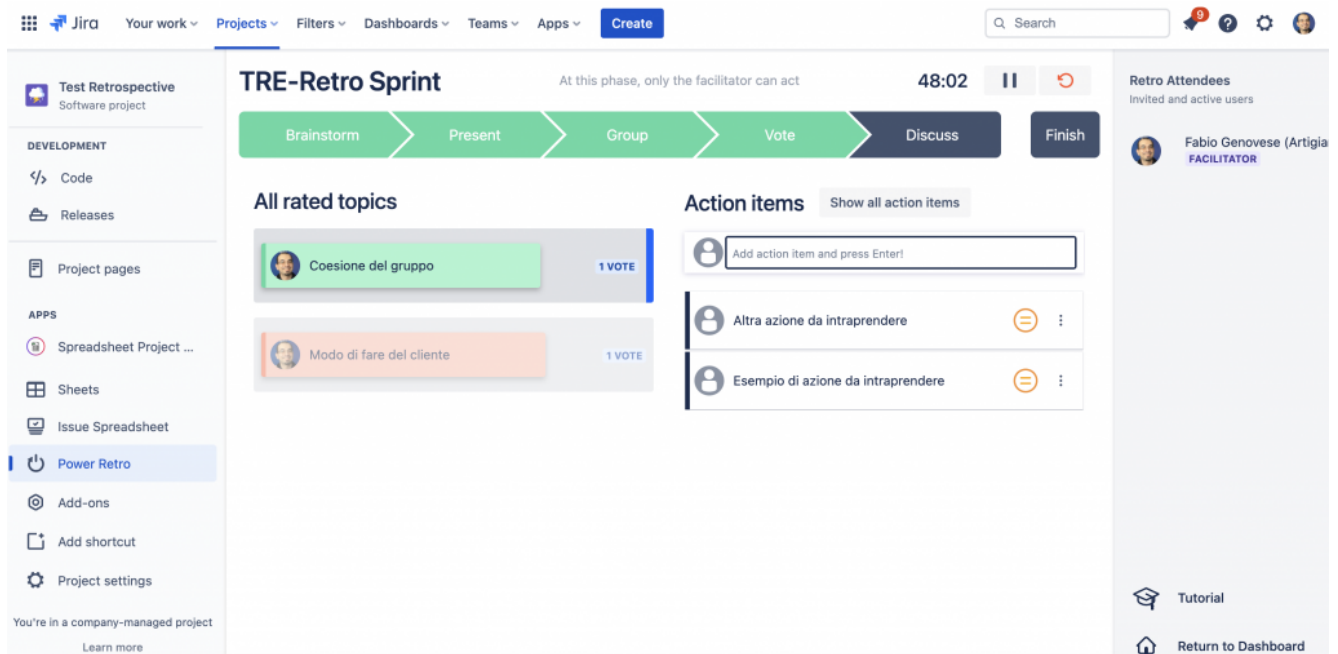 Jira
Your work
Projects
Filters
Dashboards
Teams
Apps
Create
Search
9
Test Retrospective
Software project
DEVELOPMENT
Code
Releases
Project pages
APPS
Spreadsheet Project ...
Sheets
Issue Spreadsheet
Power Retro
Add-ons
Add shortcut
Project settings
You're in a company-managed project
Learn more
TRE-Retro Sprint
At this phase, only the facilitator can act
48:02
Brainstorm
Present
Group
Vote
Discuss
Finish
All rated topics
Coesione del gruppo
1 VOTE
Modo di fare del cliente
1 VOTE
Action items
Show all action items
Add action item and press Enter!
Altra azione da intraprendere
Esempio di azione da intraprendere
Retro Attendees
Invited and active users
Fabio Genovese (Artigia
FACILITATOR
Tutorial
Return to Dashboard